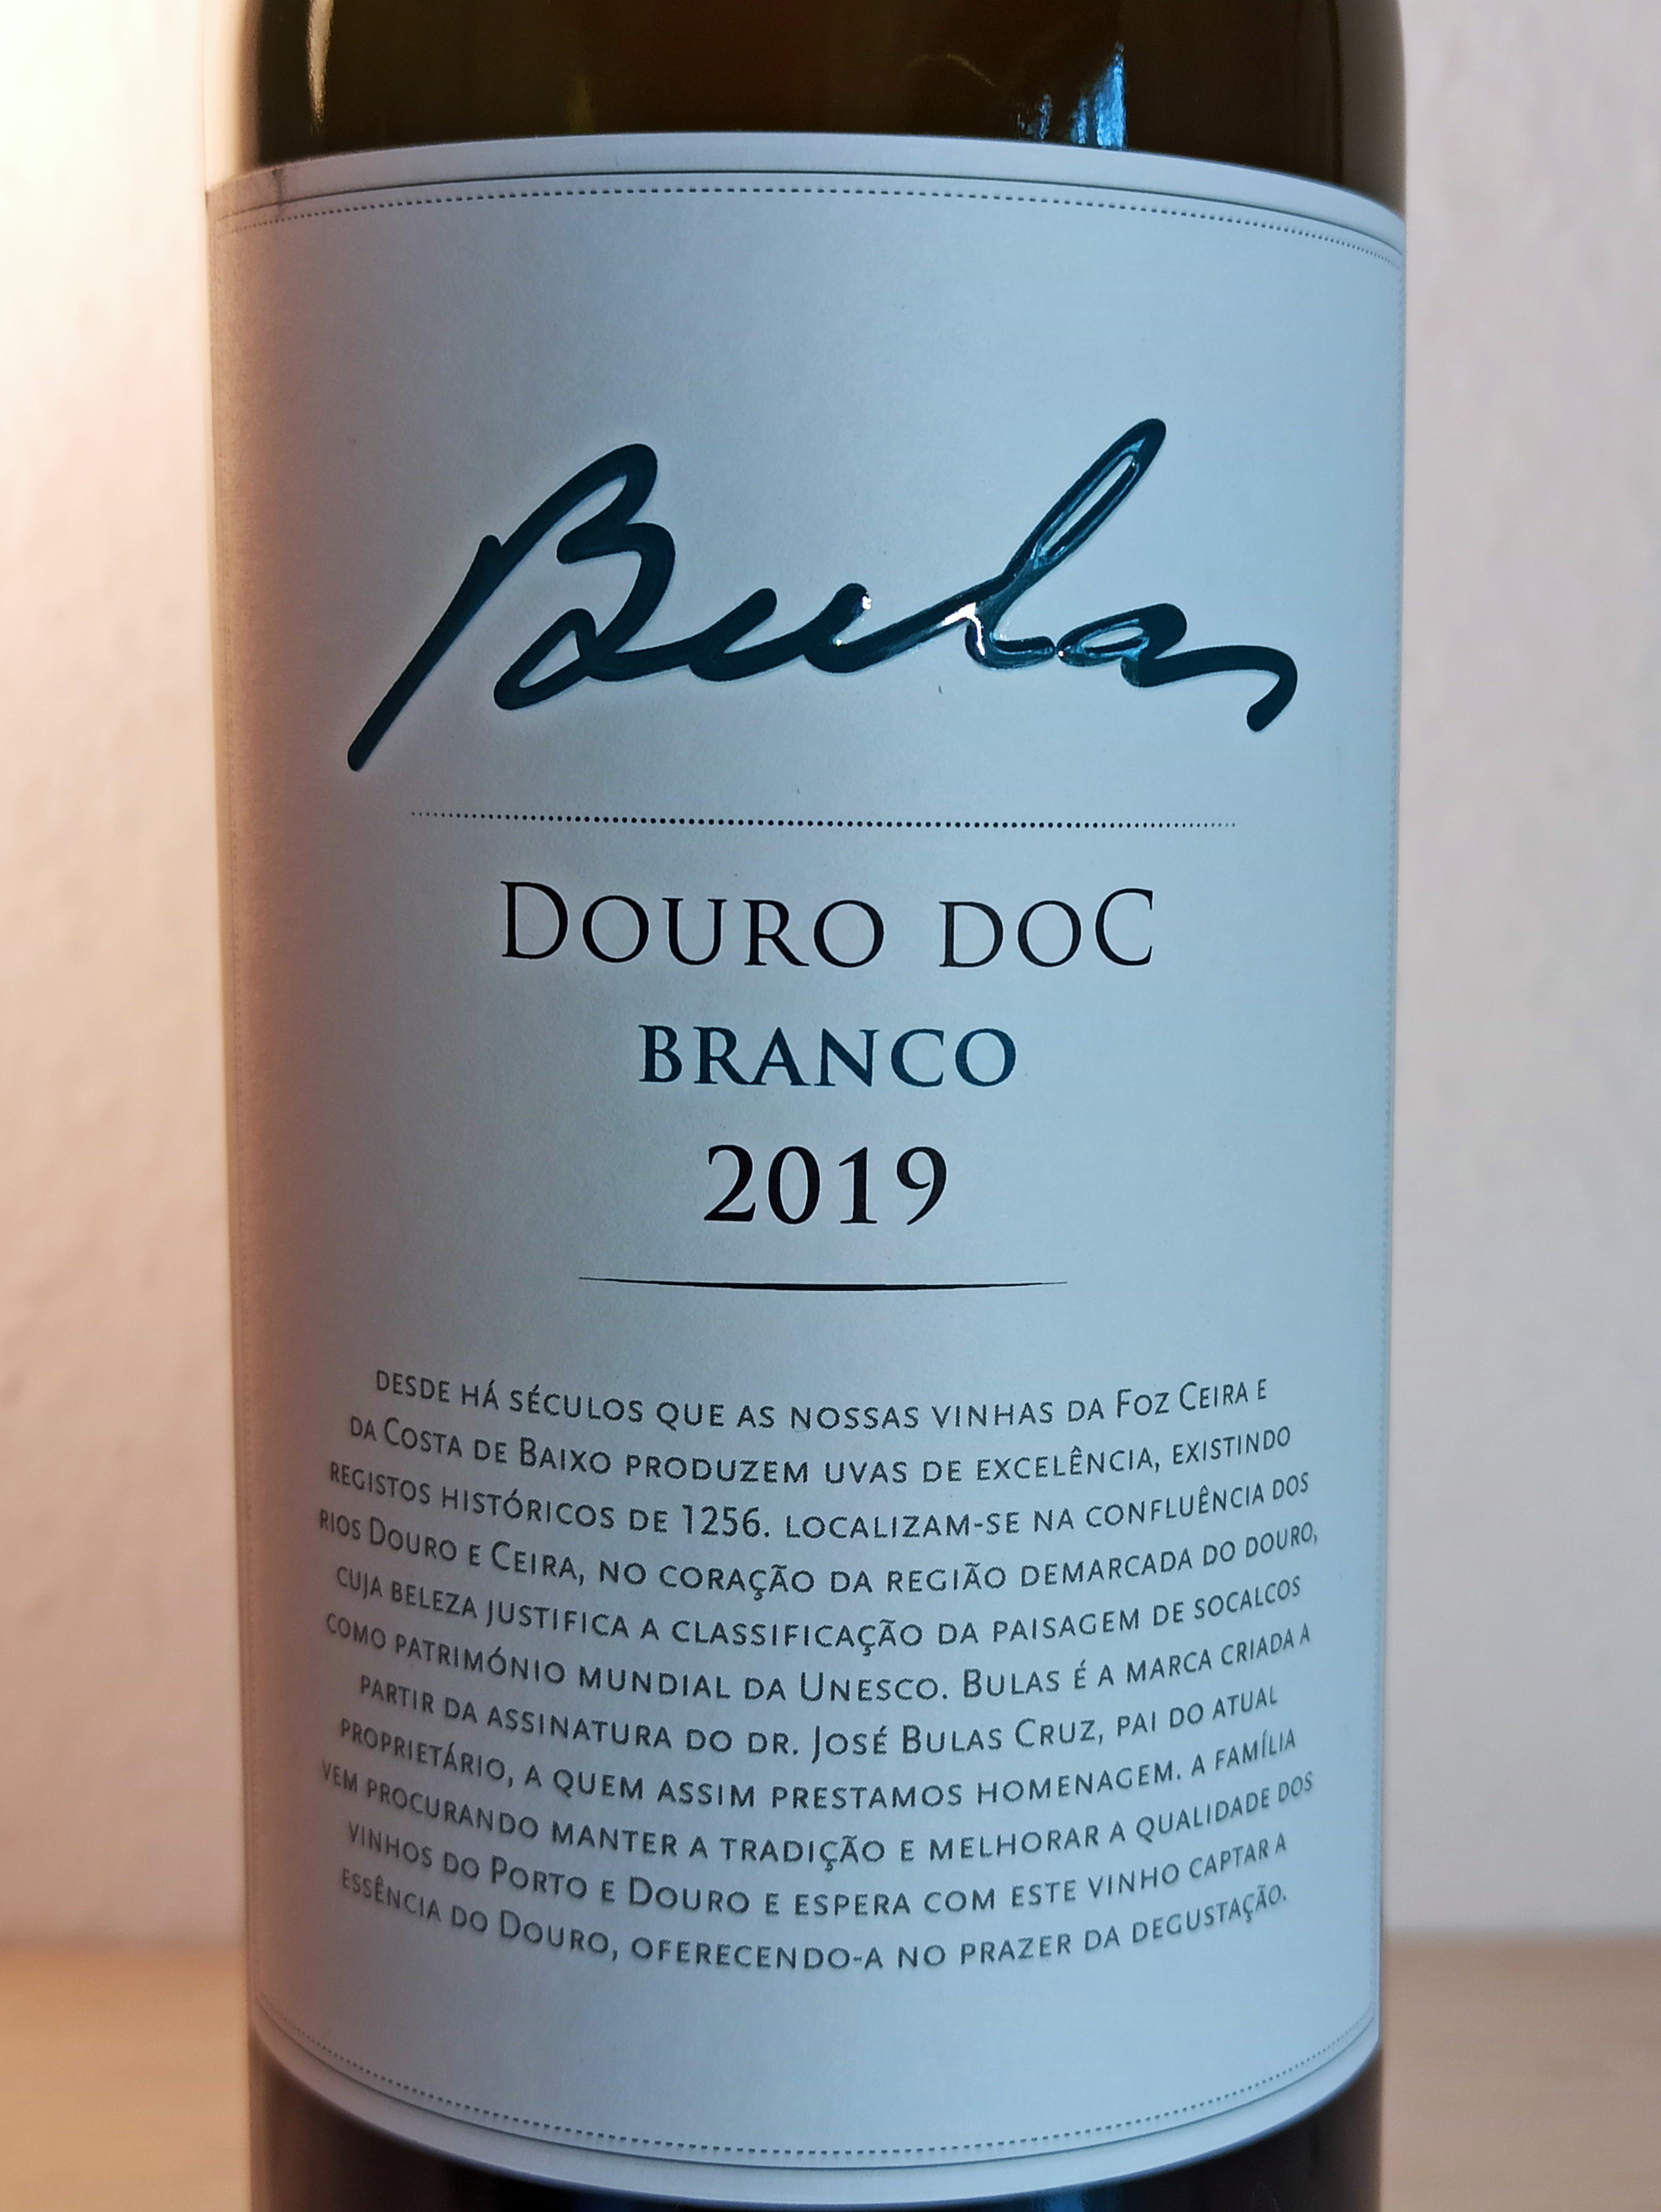 Bulas
DOURO DOC
BRANCO
2019
DESDE HÁ SÉCULOS QUE AS NOSSAS VINHAS DA FOZ CEIRA E
DA COSTA DE BAIXO PRODUZEM UVAS DE EXCELÊNCIA, EXISTINDO
REGISTOS HISTÓRICOS DE 1256. LOCALIZAM-SE NA CONFLUÊNCIA DOS
RIOS DOURO E CEIRA, NO CORAÇÃO DA REGIÃO DEMARCADA DO DOURO,
CUJA BELEZA JUSTIFICA A CLASSIFICAÇÃO DA PAISAGEM DE SOCALCOS
COMO PATRIMÓNIO MUNDIAL DA UNESCO. BULAS É A MARCA CRIADA A
PARTIR DA ASSINATURA DO DR. JOSÉ BULAS CRUZ, PAI DO ATUAL
PROPRIETÁRIO, A QUEM ASSIM PRESTAMOS HOMENAGEM. A FAMÍLIA
VEM PROCURANDO MANTER A TRADIÇÃO E MELHORAR A QUALIDADE DOS
VINHOS DO PORTO E DOURO E ESPERA COM ESTE VINHO CAPTAR A
ESSÊNCIA DO DOURO, OFERECENDO-A NO PRAZER DA DEGUSTAÇÃO.